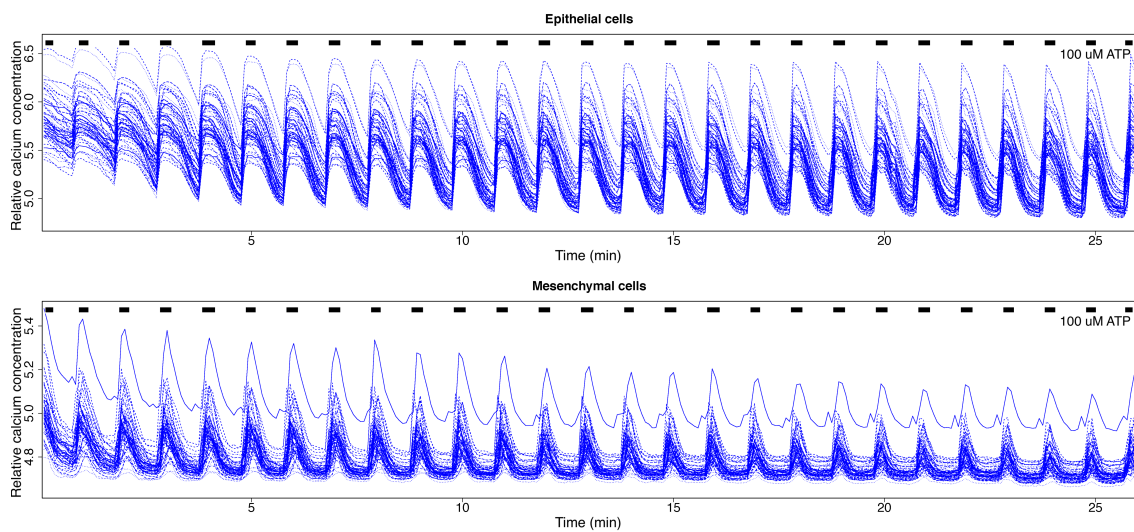 Epithelial cells
100 uM ATP
Relative calcium concentration
6.5
6.0
5.5
5.0
5
10
15
20
25
Time (min)
Mesenchymal cells
100 uM ATP
Relative calcium concentration
5.4
5.2
5.0
4.8
5
10
15
20
25
Time (min)